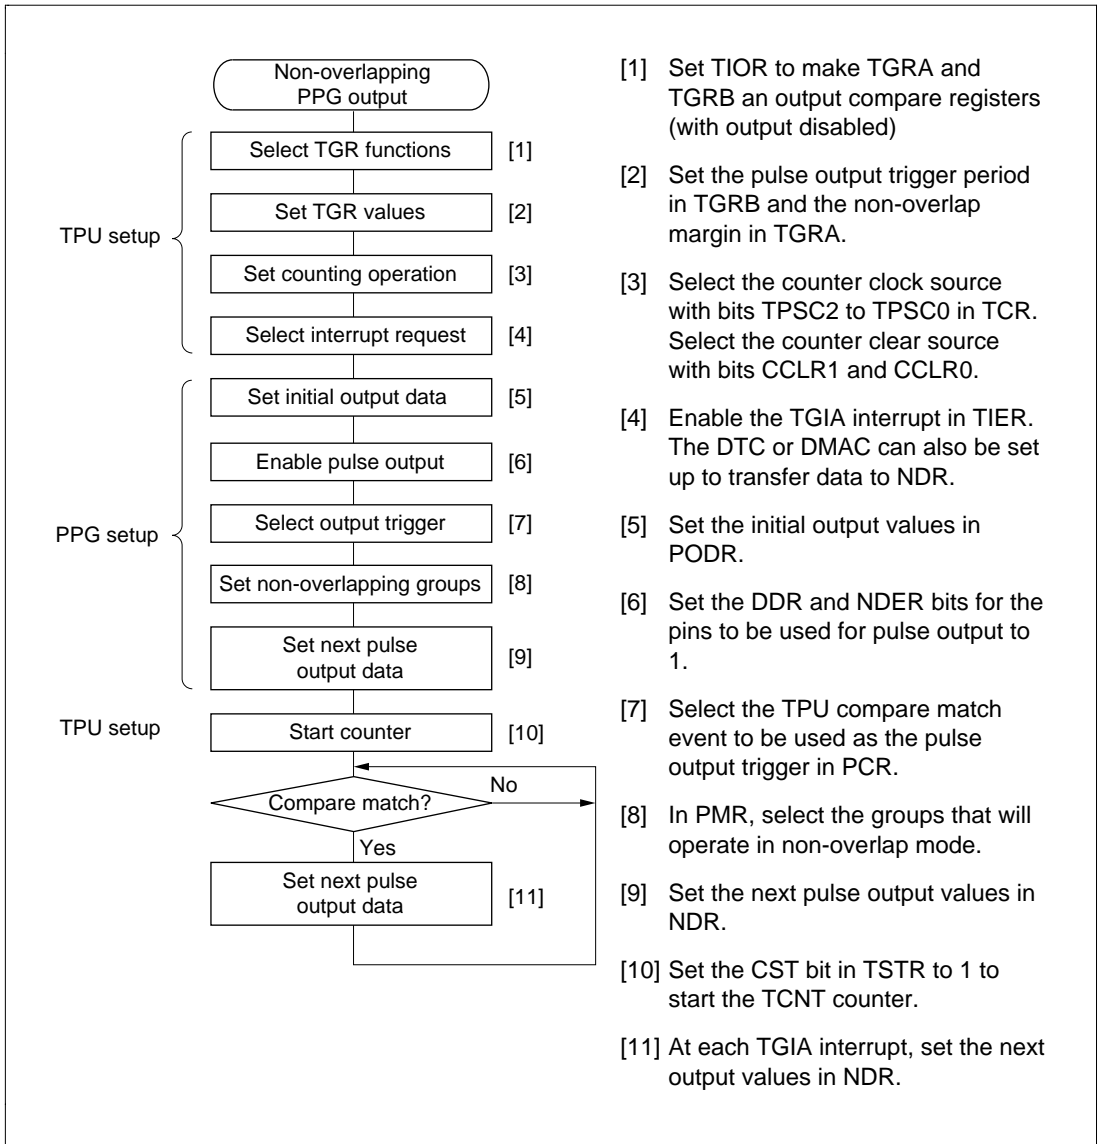 Non-overlapping
PPG output
TPU setup
Select TGR functions [1]
Set TGR values [2]
Set counting operation [3]
Select interrupt request [4]
PPG setup
Set initial output data [5]
Enable pulse output [6]
Select output trigger [7]
Set non-overlapping groups [8]
Set next pulse
output data [9]
TPU setup
Start counter [10]
Compare match?
No
Yes
Set next pulse
output data [11]
[1] Set TIOR to make TGRA and
TGRB an output compare registers
(with output disabled)
[2] Set the pulse output trigger period
in TGRB and the non-overlap
margin in TGRA.
[3] Select the counter clock source
with bits TPSC2 to TPSC0 in TCR.
Select the counter clear source
with bits CCLR1 and CCLR0.
[4] Enable the TGIA interrupt in TIER.
The DTC or DMAC can also be set
up to transfer data to NDR.
[5] Set the initial output values in
PODR.
[6] Set the DDR and NDER bits for the
pins to be used for pulse output to
1.
[7] Select the TPU compare match
event to be used as the pulse
output trigger in PCR.
[8] In PMR, select the groups that will
operate in non-overlap mode.
[9] Set the next pulse output values in
NDR.
[10] Set the CST bit in TSTR to 1 to
start the TCNT counter.
[11] At each TGIA interrupt, set the next
output values in NDR.